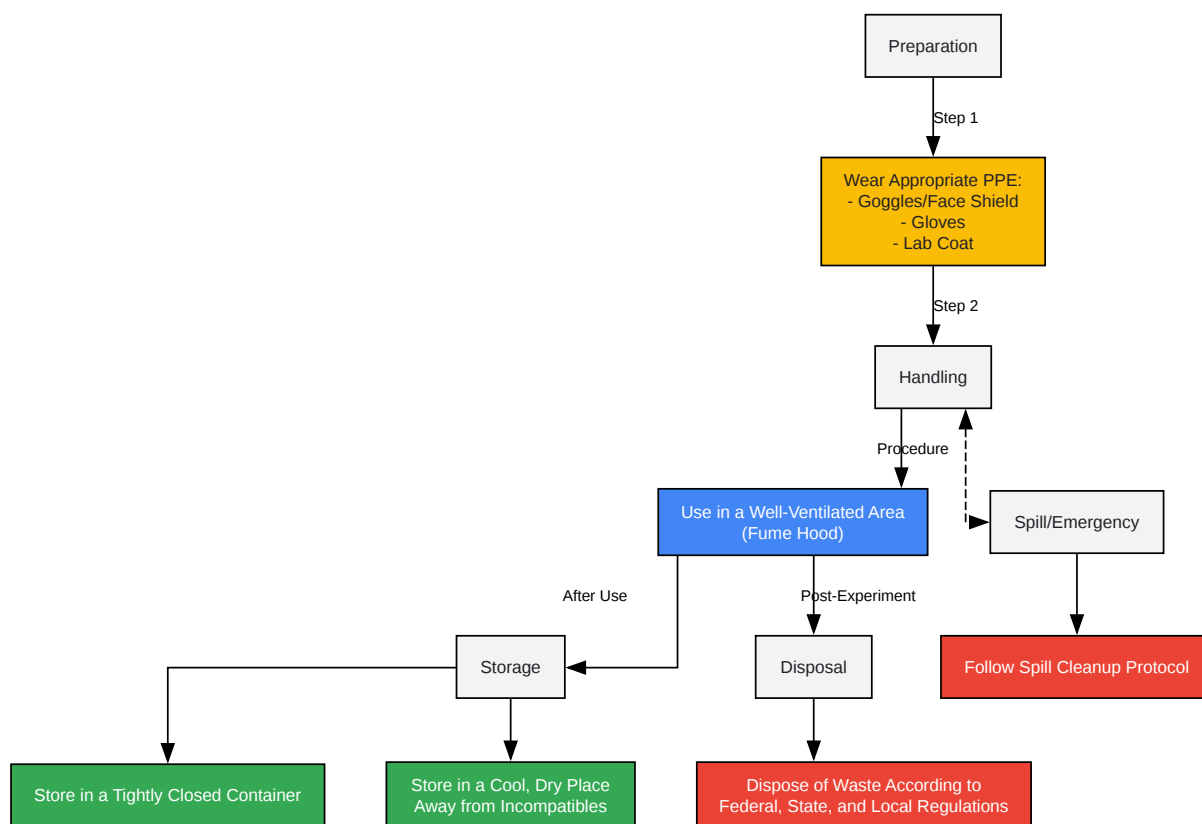 Preparation
Step 1
Wear Appropriate PPE:
- Goggles/Face Shield
- Gloves
- Lab Coat
Step 2
Handling
Procedure
Use in a Well-Ventilated Area
(Fume Hood)
Spill/Emergency
After Use
Post-Experiment
Storage
Disposal
Follow Spill Cleanup Protocol
Store in a Tightly Closed Container
Store in a Cool, Dry Place
Away from Incompatibles
Dispose of Waste According to
Federal, State, and Local Regulations